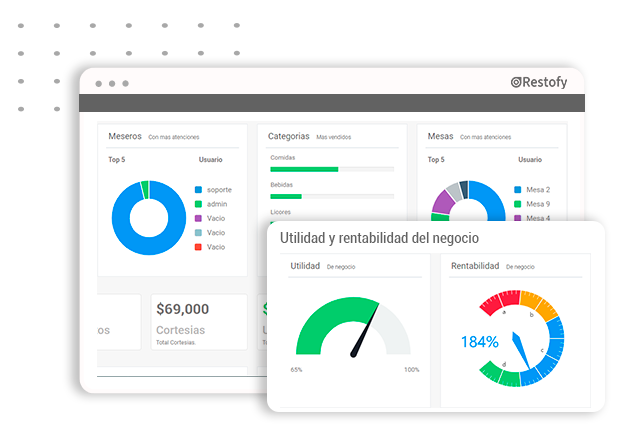 Restofy
Meseros Con mas atenciones
Top 5 Usuario
soporte
admin
Vacio
Vacio
Vacio
Categorias Mas vendidos
Comidas
Bebidas
Licores
Mesas Con mas atenciones
Top 5 Usuario
Mesa 2
Mesa 9
Mesa 4
os
$69,000
Cortesias
Total Cortesias.
Utilidad y rentabilidad del negocio
Utilidad De negocio
65% 100%
Rentabilidad De negocio
184%
a
b
c
d